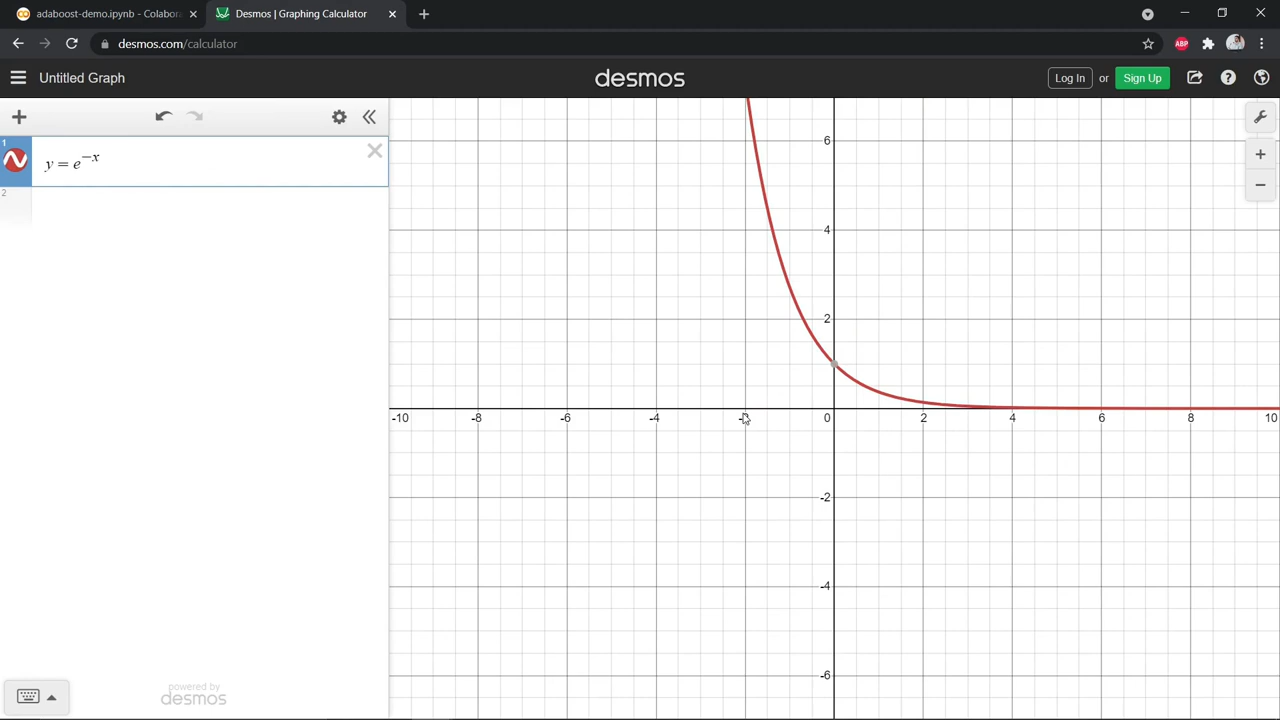 adaboost-demo.ipynb - Colabora
Desmos | Graphing Calculator
desmos.com/calculator
ABP
Untitled Graph
desmos
Log In or Sign Up
1
y = e^{-x}
2
6
4
2
-10 -8 -6 -4 -2 0 2 4 6 8 10
-2
-4
-6
powered by
desmos